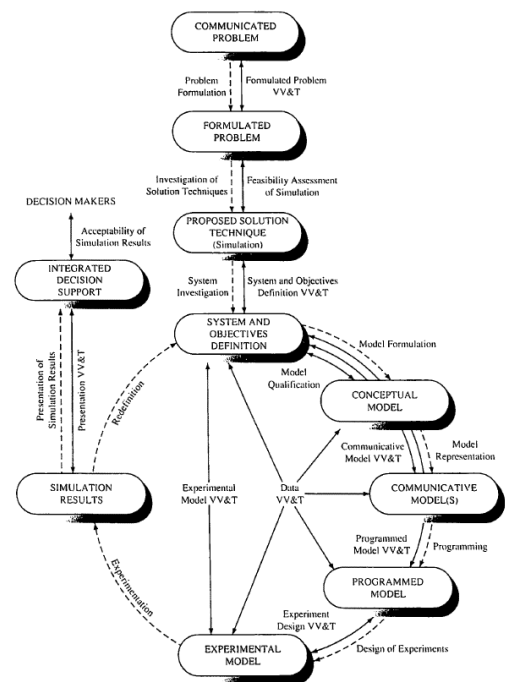 COMMUNICATED
PROBLEM
Problem
Formulation
Formulated Problem
VV&T
FORMULATED
PROBLEM
Investigation of
Solution Techniques
Feasibility Assessment
of Simulation
DECISION MAKERS
Acceptability of
Simulation Results
PROPOSED SOLUTION
TECHNIQUE
(Simulation)
INTEGRATED
DECISION
SUPPORT
System
Investigation
System and Objectives
Definition VV&T
SYSTEM AND
OBJECTIVES
DEFINITION
Model Formulation
Model
Qualification
CONCEPTUAL
MODEL
Presentation of
Simulation Results
Presentation VV&T
Redefinition
Communicative
Model VV&T
Model
Representation
SIMULATION
RESULTS
Experimental
Model VV&T
Data
VV&T
COMMUNICATIVE
MODEL(S)
Programmed
Model VV&T
Programming
PROGRAMMED
MODEL
Experimentation
Experiment
Design VV&T
EXPERIMENTAL
MODEL
Design of Experiments